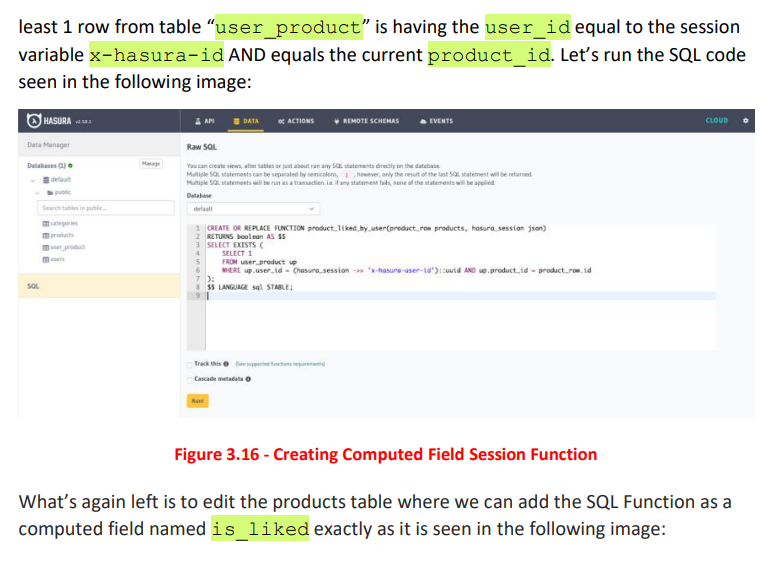 least 1 row from table “user_product” is having the user_id equal to the session
variable x-hasura-id AND equals the current product_id. Let’s run the SQL code
seen in the following image:
HASURA
API DATA ACTIONS REMOTE SCHEMAS EVENTS CLOUD
Data Manager
Raw SQL
Databases (1) Manage
default
public
Search tables in public...
categories
products
user_product
users
SQL
You can create views, alter tables or just about run any SQL statements directly on the database.
Multiple SQL statements can be separated by semicolons, ; , however, only the result of the last SQL statement will be returned.
Multiple SQL statements will be run as a transaction. i.e. if any statement fails, none of the statements will be applied.
Database
default
1 CREATE OR REPLACE FUNCTION product_liked_by_user(product_row products, hasura_session json)
2 RETURNS boolean AS $$
3 SELECT EXISTS (
4 SELECT 1
5 FROM user_product up
6 WHERE up.user_id = (hasura_session ->> 'x-hasura-user-id')::uuid AND up.product_id = product_row.id
7 );
8 $$ LANGUAGE sql STABLE;
9
Track this (See supported functions requirements)
Cascade metadata
Run!
Figure 3.16 - Creating Computed Field Session Function
What’s again left is to edit the products table where we can add the SQL Function as a
computed field named is_liked exactly as it is seen in the following image: